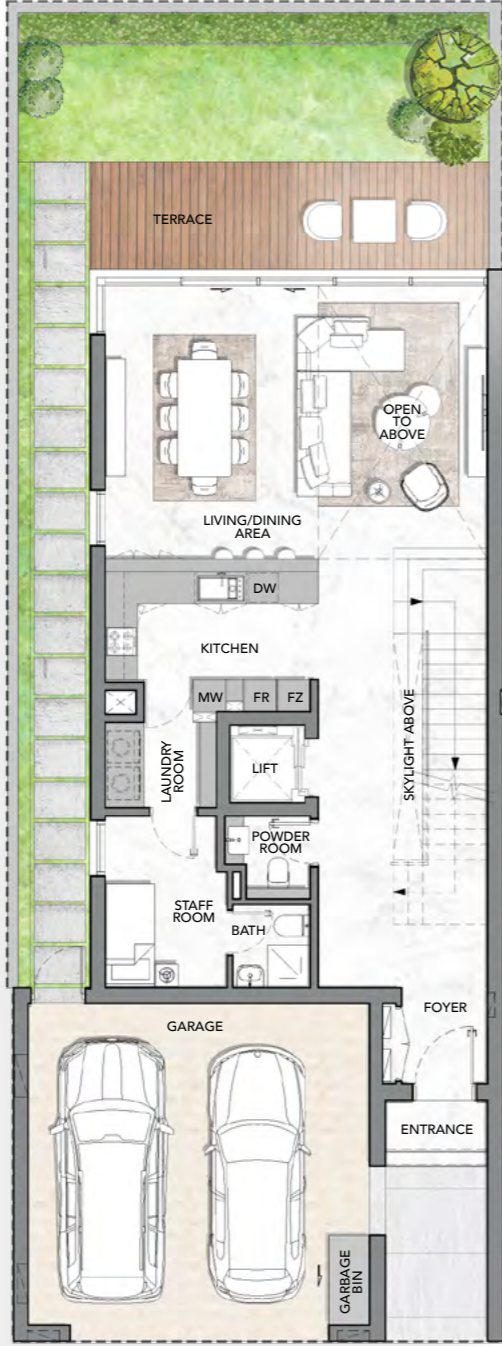 TERRACE
OPEN
TO
ABOVE
LIVING/DINING
AREA
DW
KITCHEN
MW
FR
FZ
LAUNDRY
ROOM
LIFT
SKYLIGHT ABOVE
POWDER
ROOM
STAFF
ROOM
BATH
FOYER
GARAGE
ENTRANCE
GARBAGE
BIN